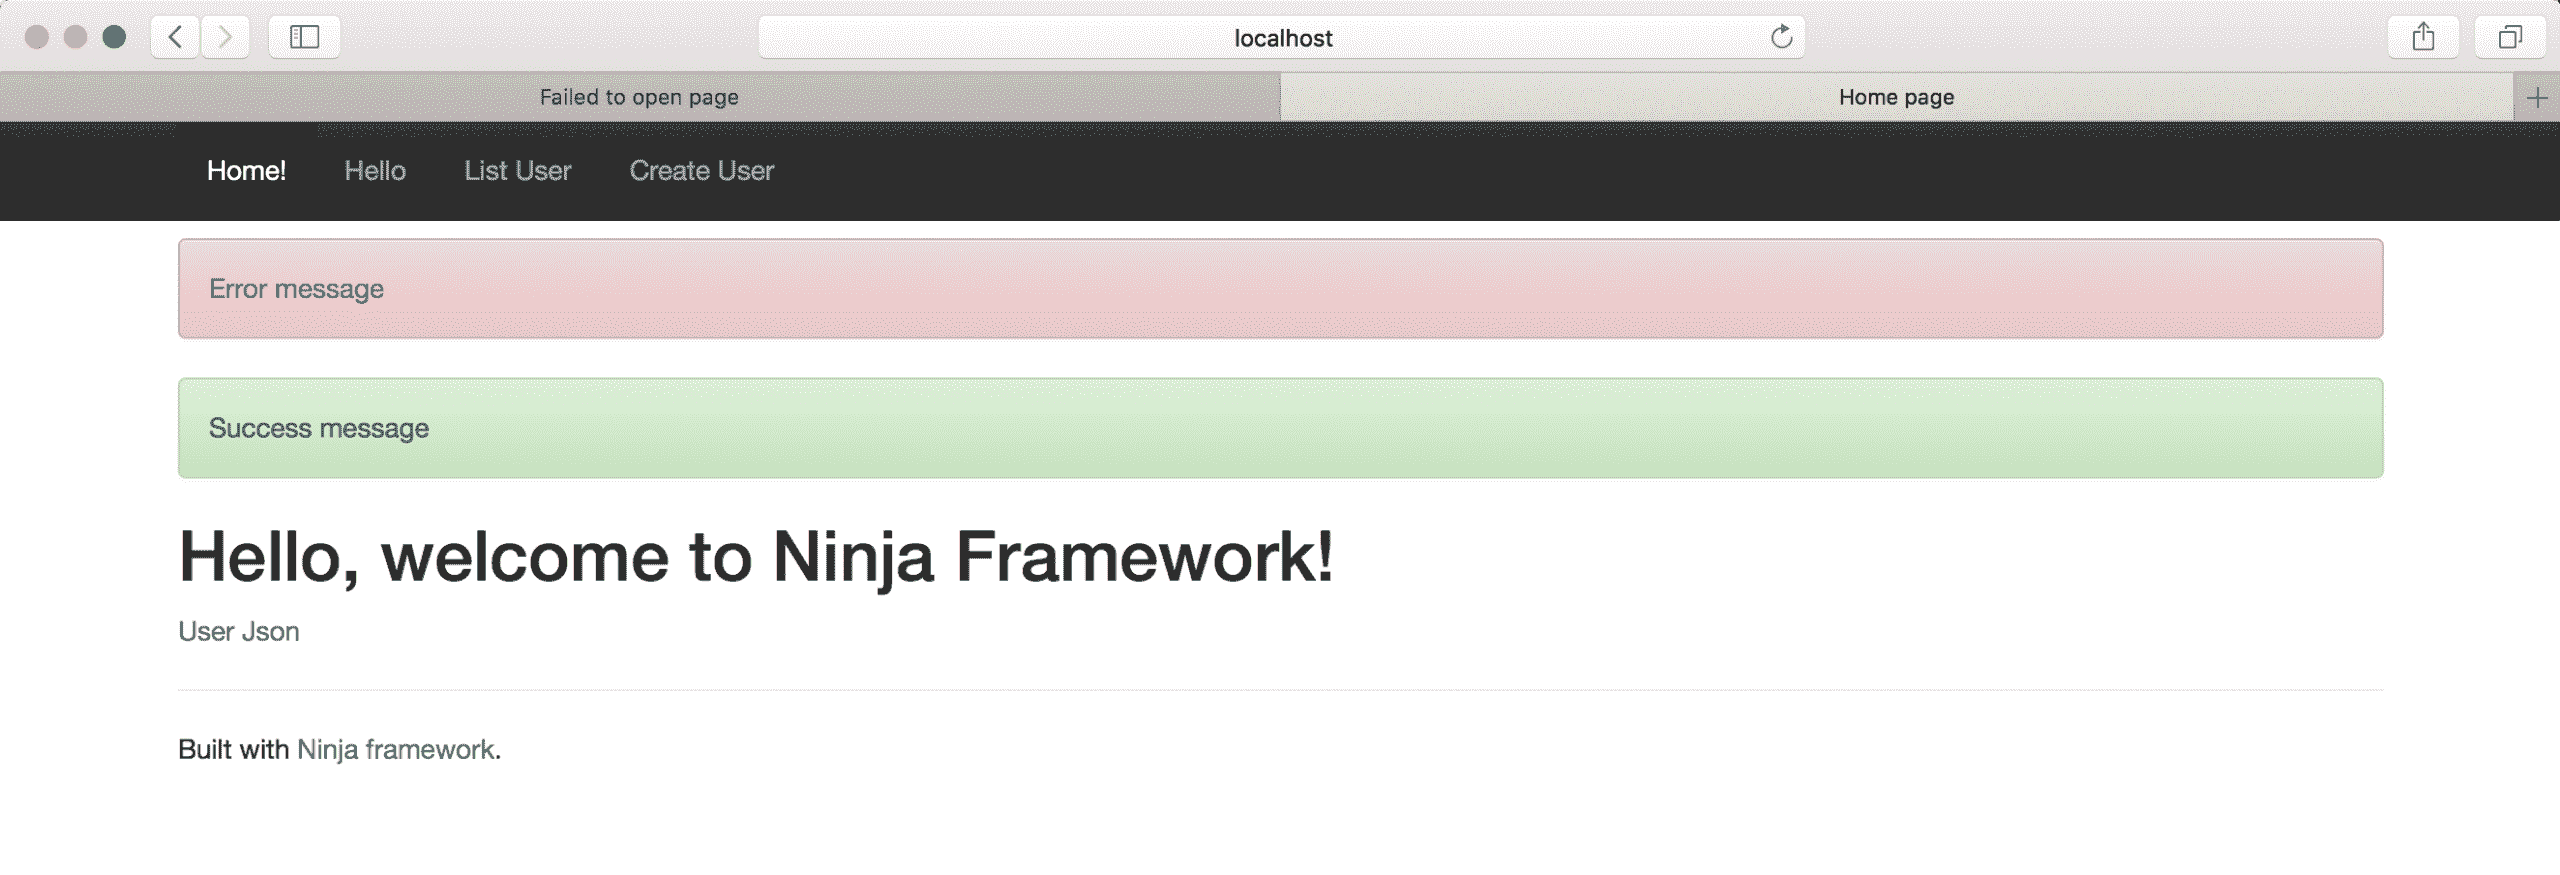 localhost
Failed to open page
Home page
Home! Hello List User Create User
Error message
Success message
Hello, welcome to Ninja Framework!
User Json
Built with Ninja framework.